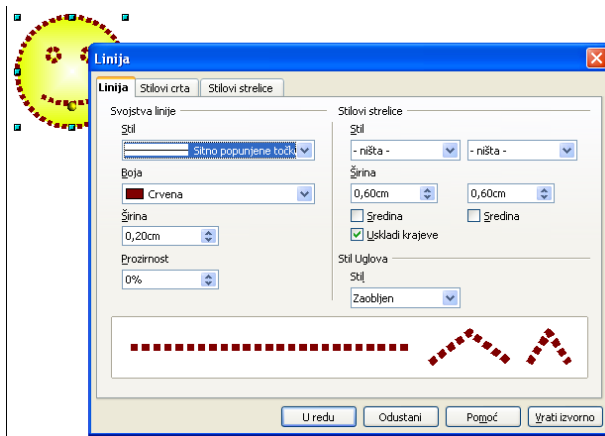 Linija
Linija Stilovi crta Stilovi strelice
Svojstva linije
Stil
Sitno popunjene točk
Boja
Crvena
Širina
0,20cm
Prozirnost
0%
Stilovi strelice
Stil
- ništa - - ništa -
Širina
0,60cm 0,60cm
Sredina Sredina
Uskladi krajeve
Stil Uglova
Stil
Zaobljen
U redu Odustani Pomoć Vrati izvorno